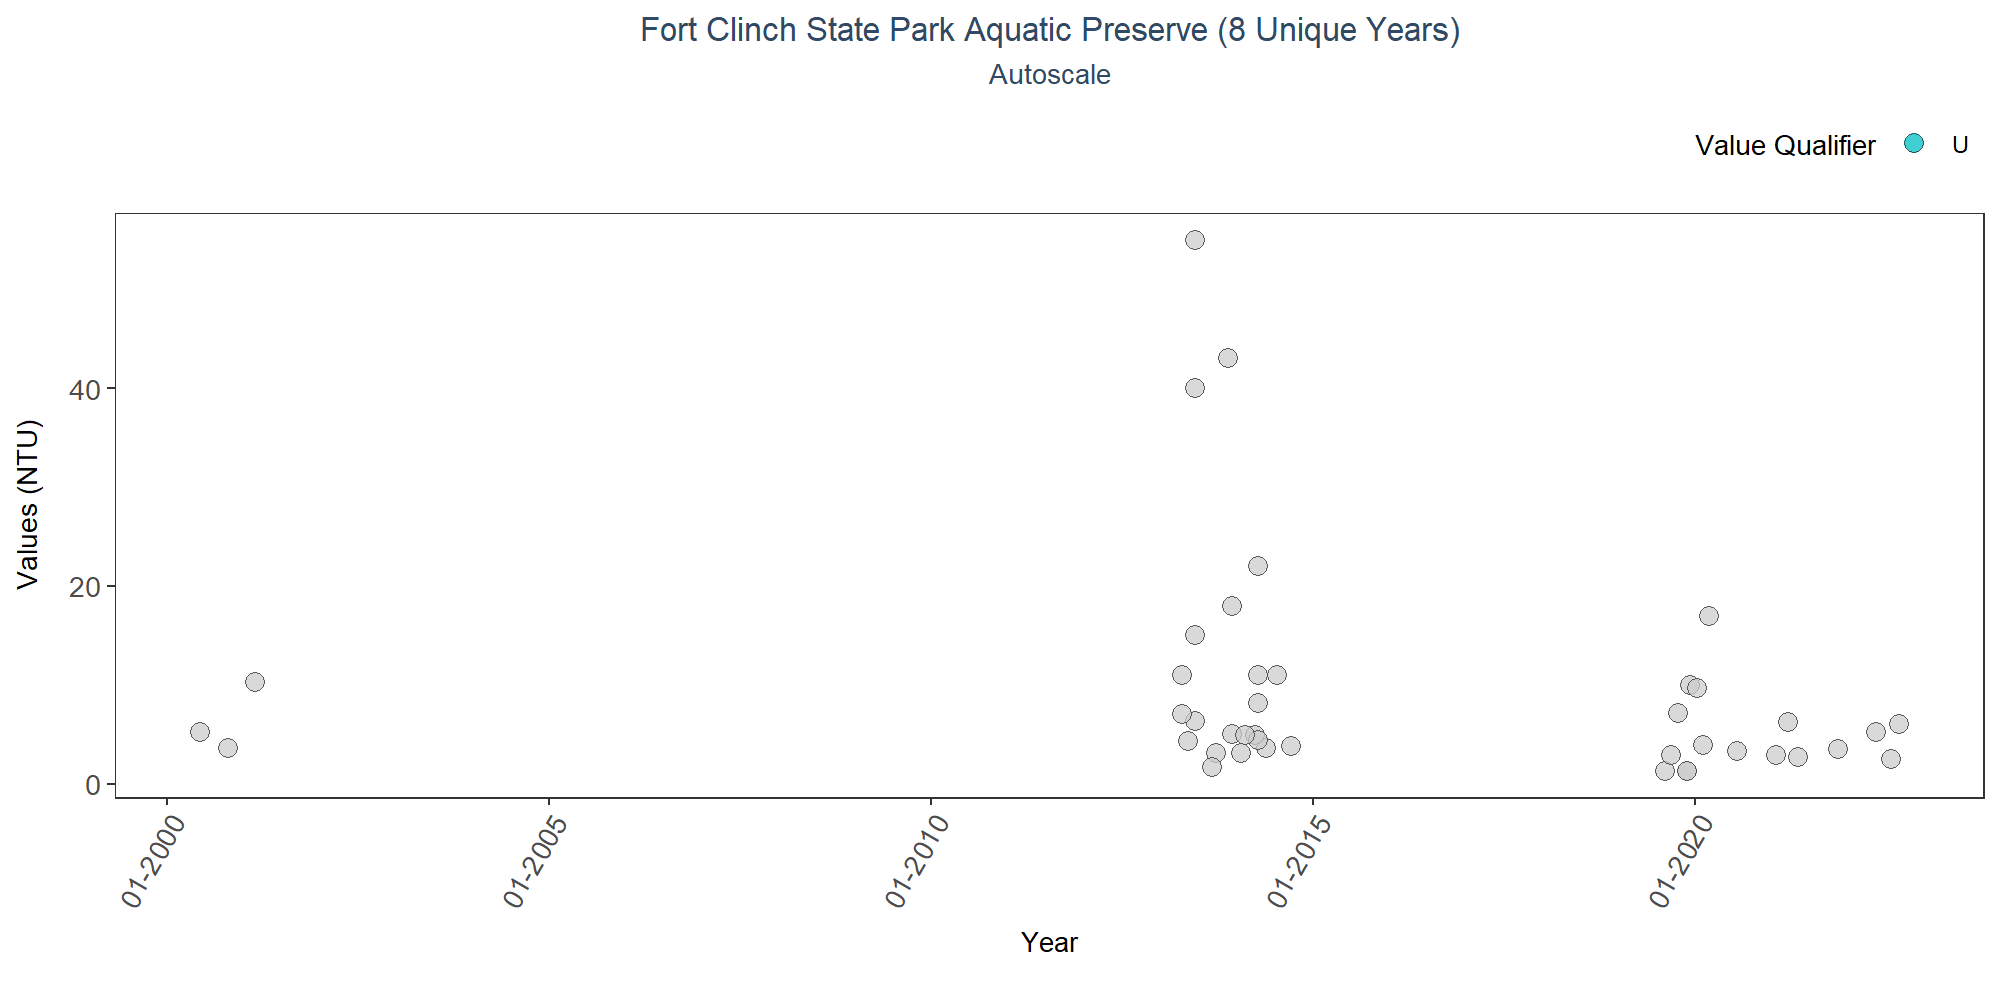 Fort Clinch State Park Aquatic Preserve (8 Unique Years)
Autoscale
Value Qualifier U
Values (NTU)
40
20
0
01-2000 01-2005 01-2010 01-2015 01-2020
Year